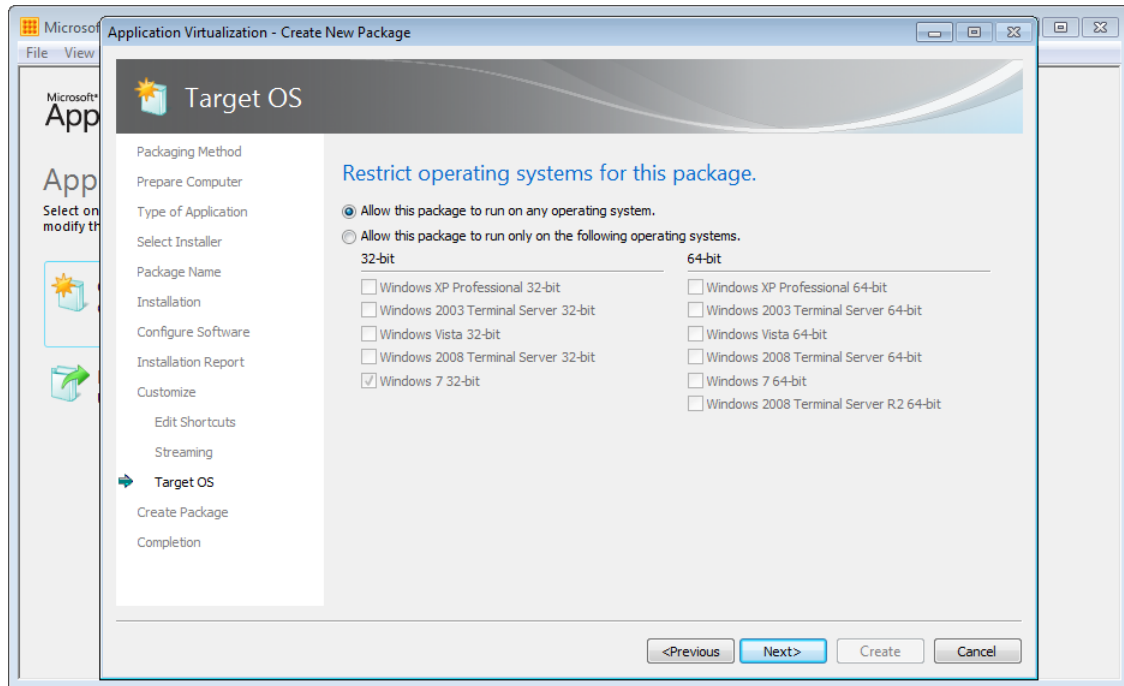 Microsof
Application Virtualization - Create New Package
File View
Microsoft*
App
Target OS
App
Select on
modify th
Packaging Method
Prepare Computer
Type of Application
Select Installer
Package Name
Installation
Configure Software
Installation Report
Customize
Edit Shortcuts
Streaming
Target OS
Create Package
Completion
Restrict operating systems for this package.
Allow this package to run on any operating system.
Allow this package to run only on the following operating systems.
32-bit
Windows XP Professional 32-bit
Windows 2003 Terminal Server 32-bit
Windows Vista 32-bit
Windows 2008 Terminal Server 32-bit
Windows 7 32-bit
64-bit
Windows XP Professional 64-bit
Windows 2003 Terminal Server 64-bit
Windows Vista 64-bit
Windows 2008 Terminal Server 64-bit
Windows 7 64-bit
Windows 2008 Terminal Server R2 64-bit
<Previous
Next>
Create
Cancel